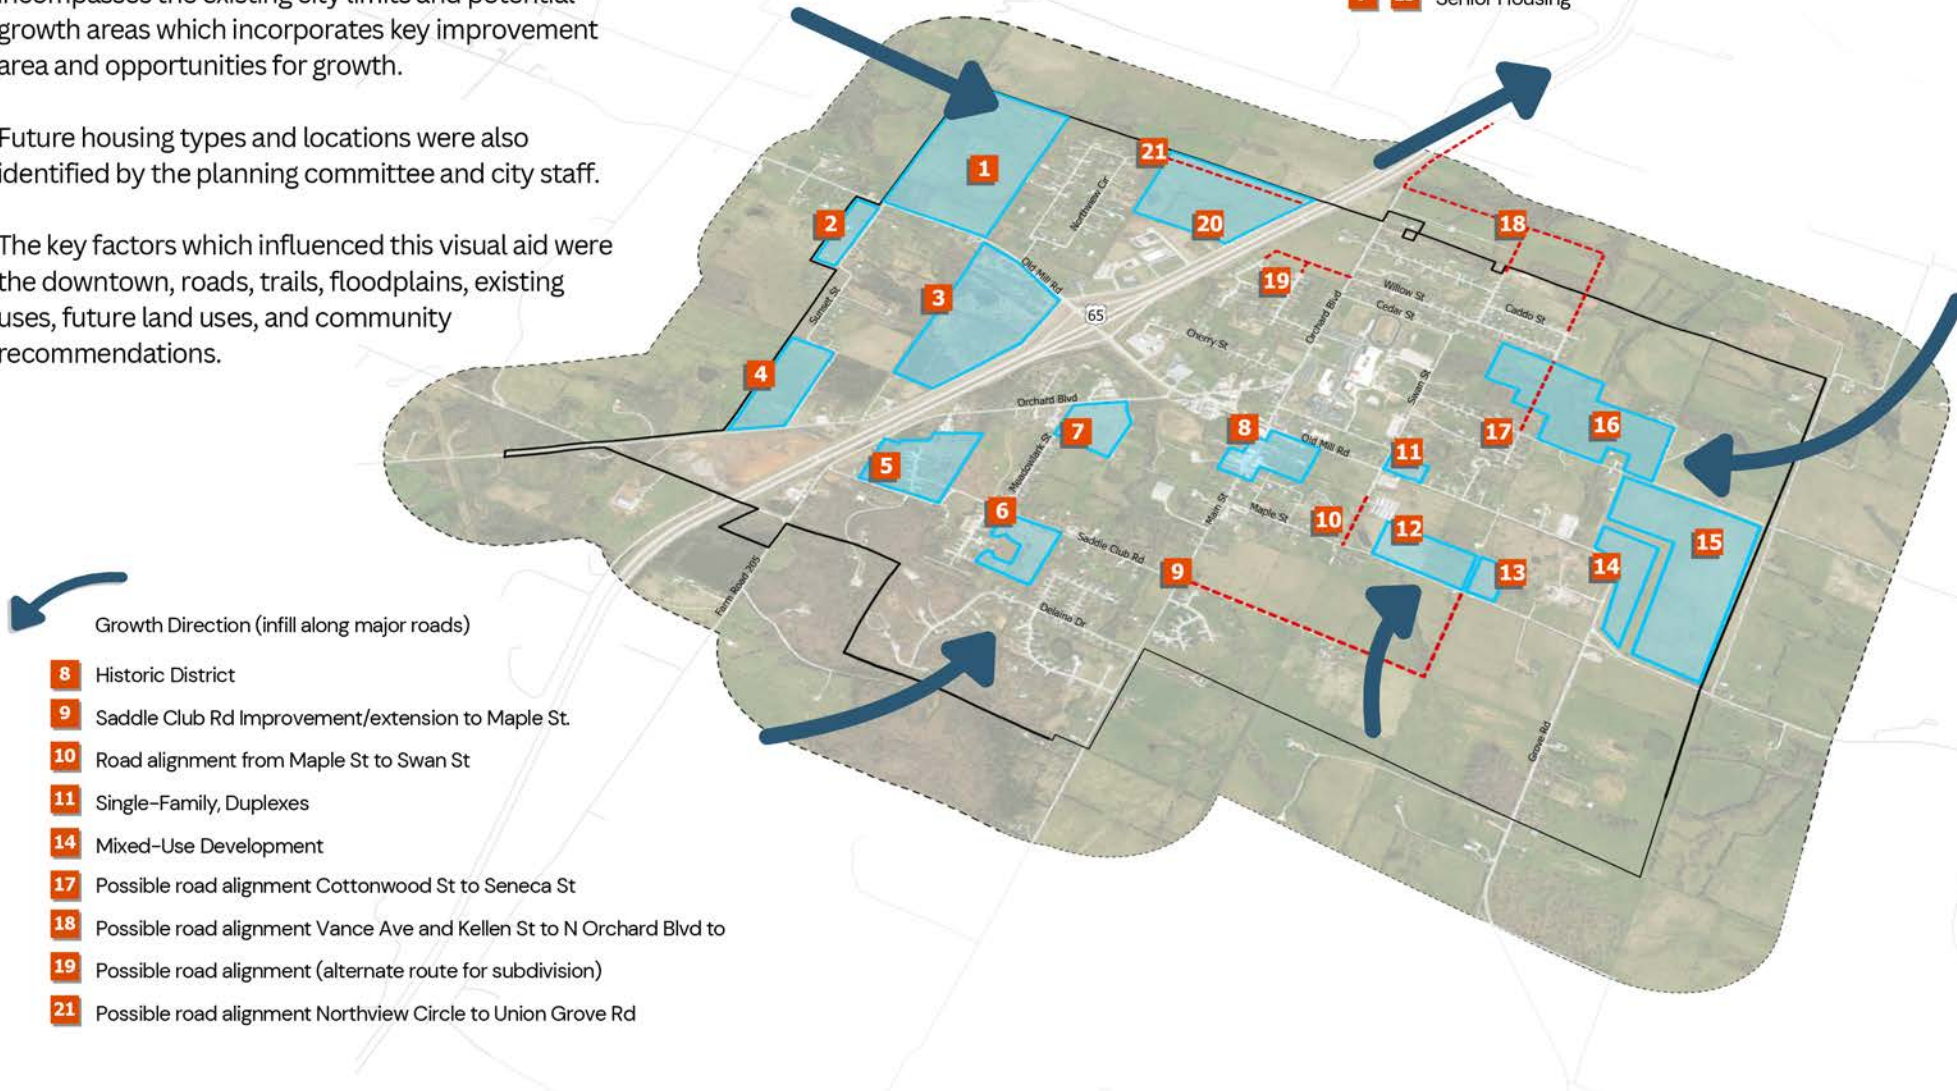 growth areas which incorporates key improvement
area and opportunities for growth.
Future housing types and locations were also
identified by the planning committee and city staff.
The key factors which influenced this visual aid were
the downtown, roads, trails, floodplains, existing
uses, future land uses, and community
recommendations.
Senior Housing
1
2
3
4
5
6
7
8
9
10
11
12
13
14
15
16
17
18
19
20
21
65
Northview Cir
Old Mill Rd
Sunset St
Willow St
Cedar St
Caddo St
Cherry St
Orchard Blvd
Swan St
Orchard Blvd
Meadowlark St
Old Mill Rd
Main St
Maple St
Saddle Club Rd
Delaina Dr
Farm Road 205
Grove Rd
Growth Direction (infill along major roads)
8 Historic District
9 Saddle Club Rd Improvement/extension to Maple St.
10 Road alignment from Maple St to Swan St
11 Single-Family, Duplexes
14 Mixed-Use Development
17 Possible road alignment Cottonwood St to Seneca St
18 Possible road alignment Vance Ave and Kellen St to N Orchard Blvd to
19 Possible road alignment (alternate route for subdivision)
21 Possible road alignment Northview Circle to Union Grove Rd